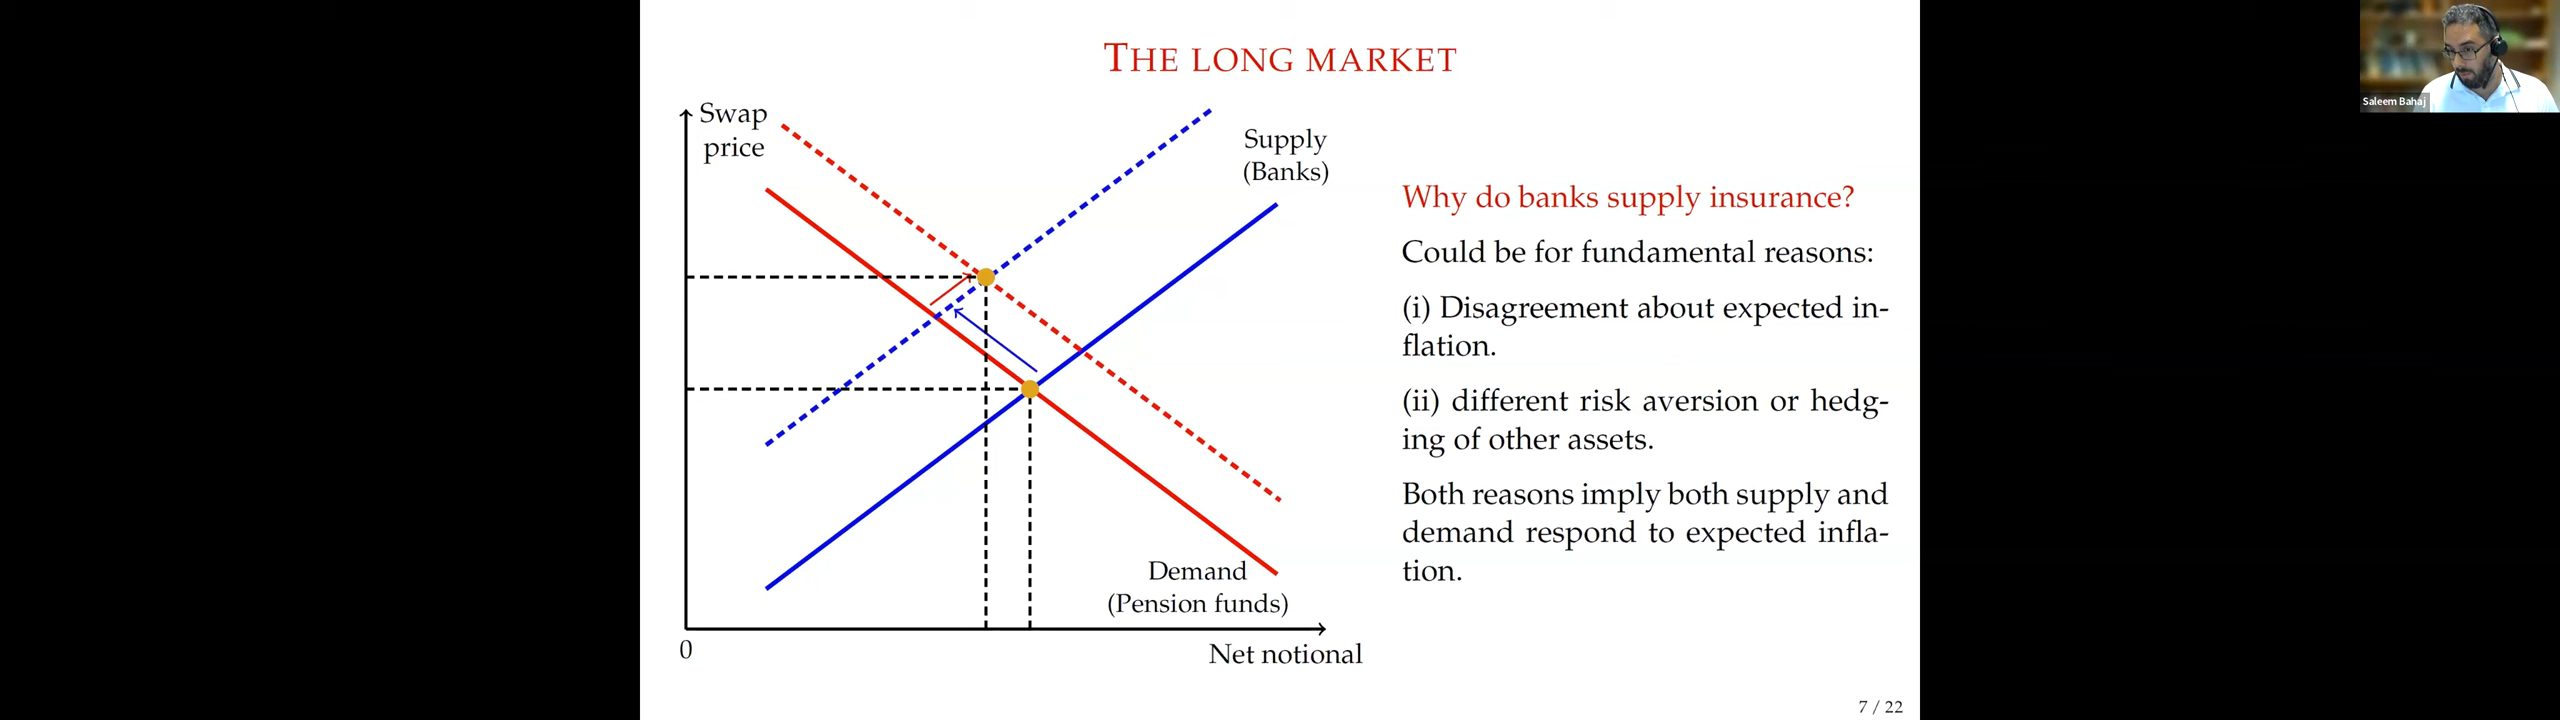 THE LONG MARKET
Swap
price
Supply
(Banks)
Demand
(Pension funds)
0
Net notional
Why do banks supply insurance?
Could be for fundamental reasons:
(i) Disagreement about expected in-
flation.
(ii) different risk aversion or hedg-
ing of other assets.
Both reasons imply both supply and
demand respond to expected infla-
tion.
7 / 22
Saleem Bahaj